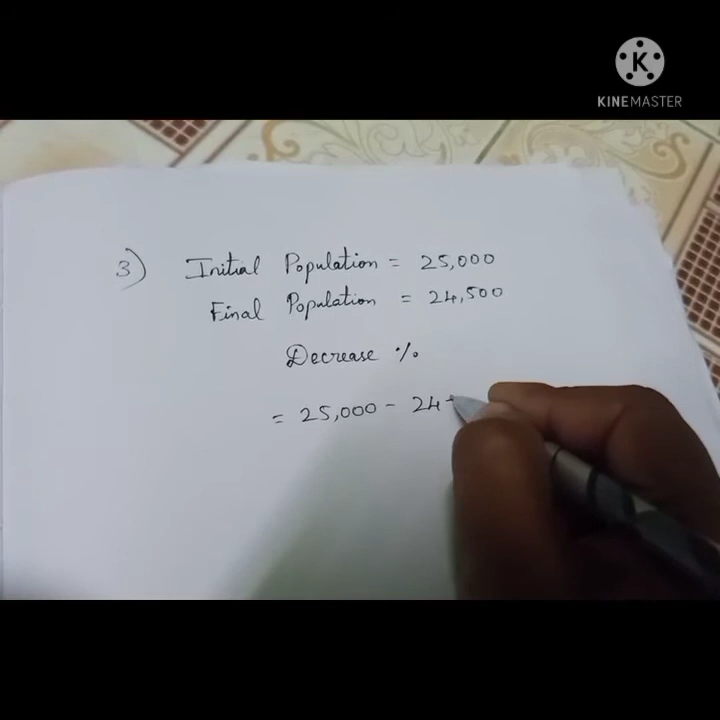 KINEMASTER
3) Initial Population = 25,000
Final Population = 24,500
Decrease %
= 25,000 - 24